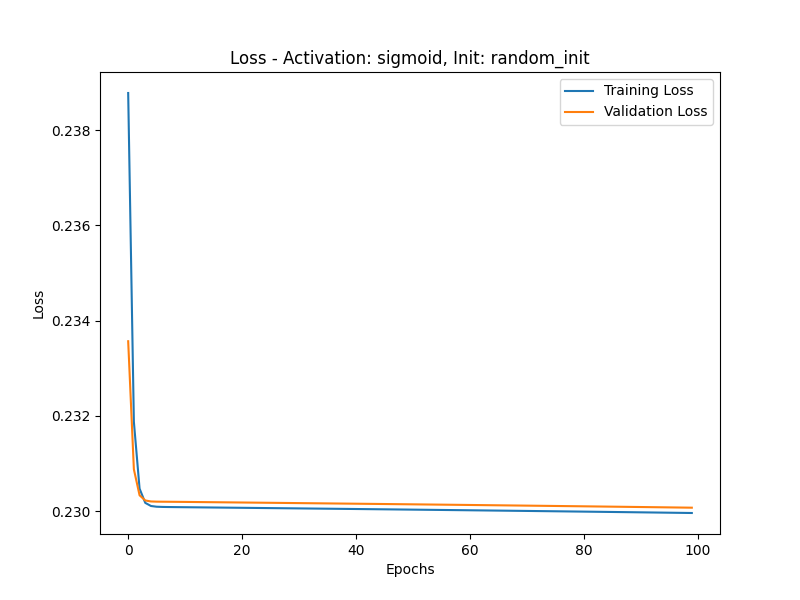 Loss - Activation: sigmoid, Init: random_init
Training Loss
Validation Loss
0.238
0.236
0.234
0.232
0.230
Loss
0 20 40 60 80 100
Epochs